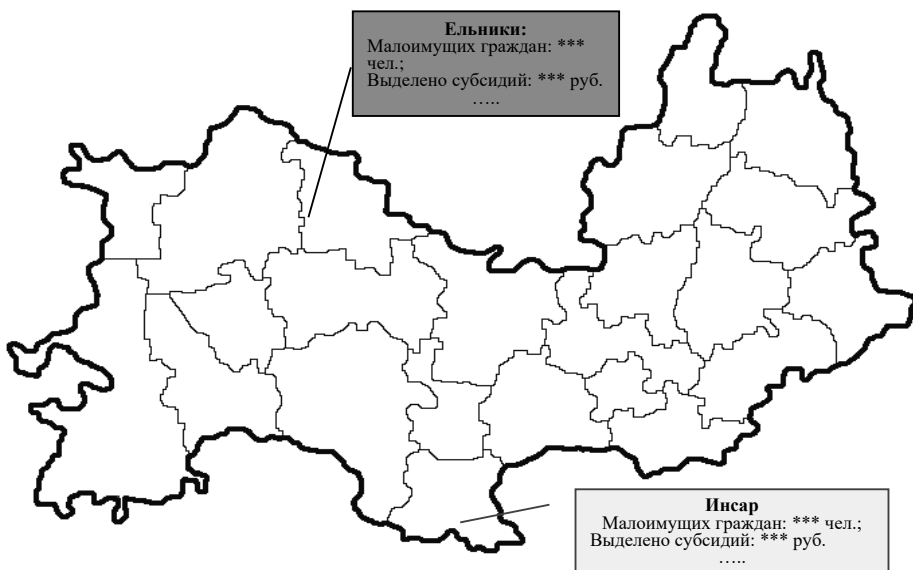 Ельники:
Малоимущих граждан: ***
чел.;
Выделено субсидий: *** руб.
…..
Инсар
Малоимущих граждан: *** чел.;
Выделено субсидий: *** руб.
…..